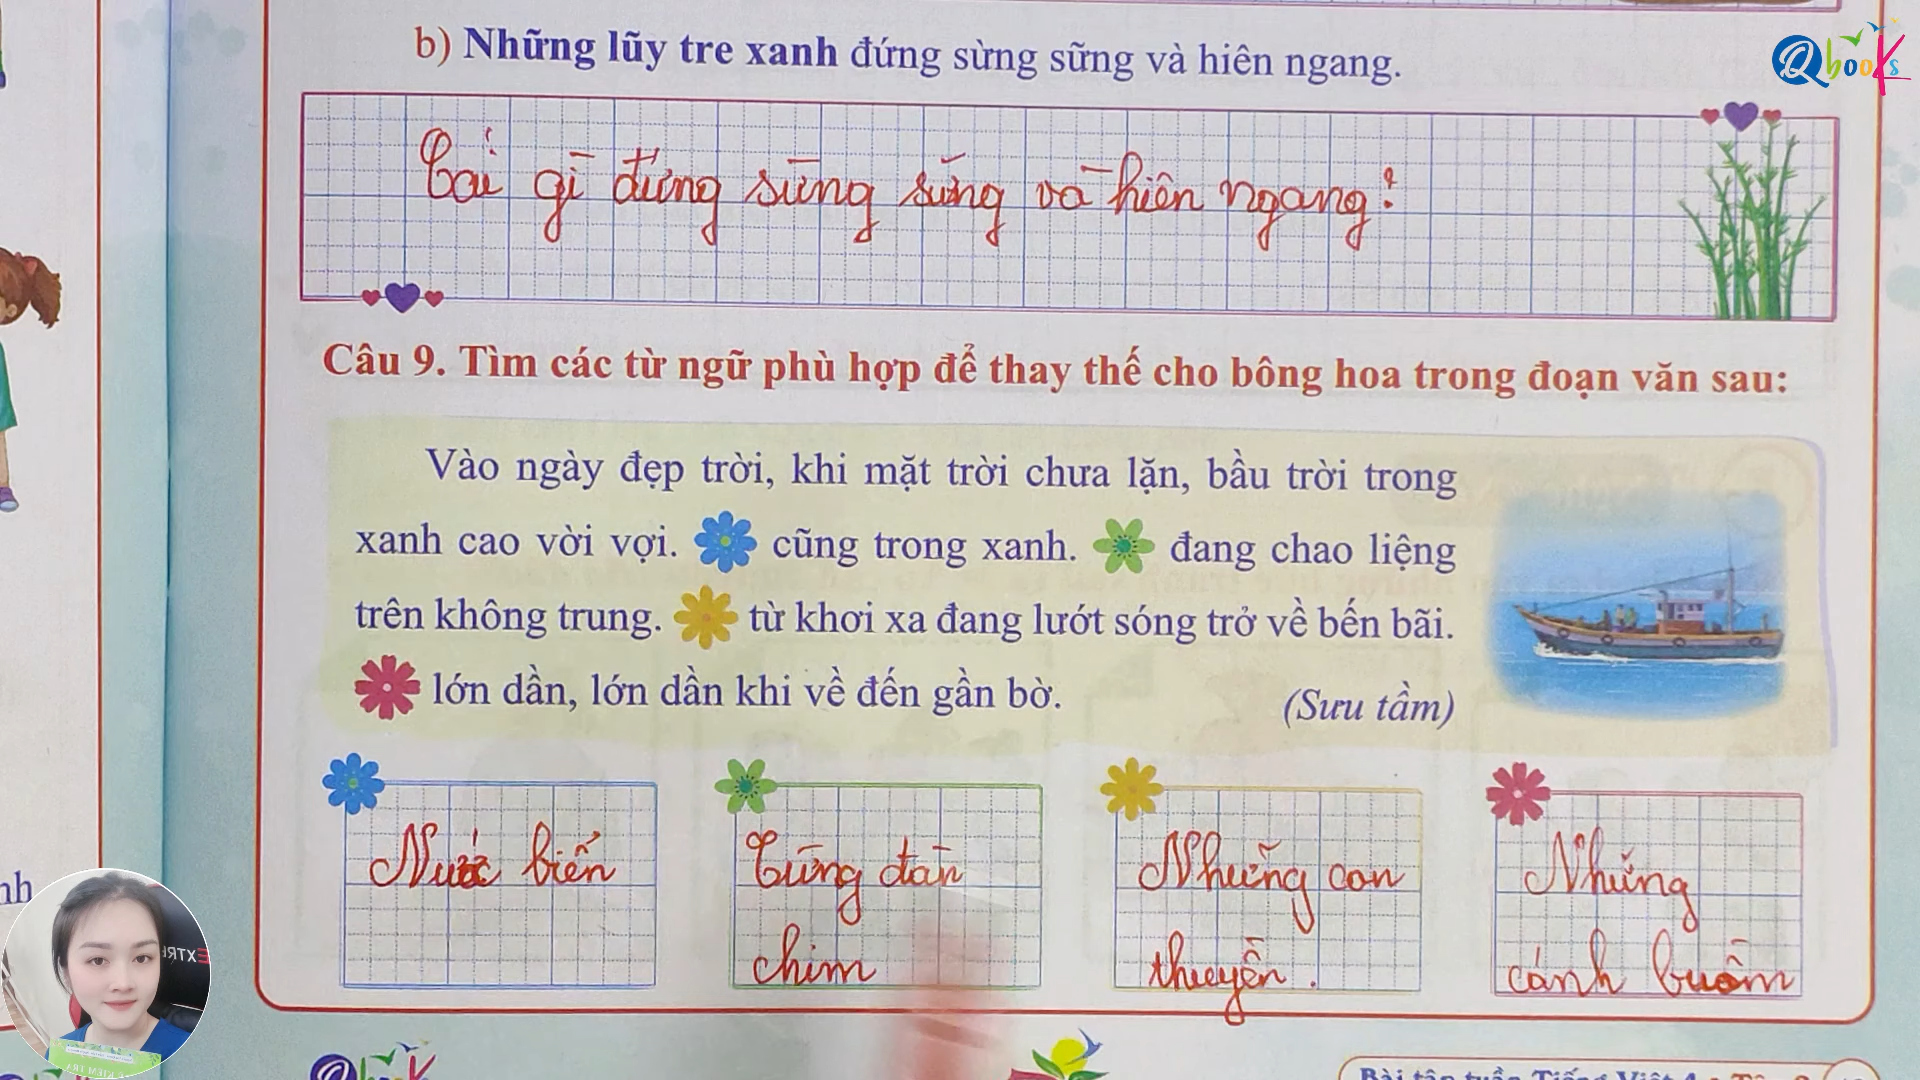 b) Những lũy tre xanh đứng sừng sững và hiên ngang.
Qbooks
Cái gì đứng sừng sững và hiên ngang?
Câu 9. Tìm các từ ngữ phù hợp để thay thế cho bông hoa trong đoạn văn sau:
Vào ngày đẹp trời, khi mặt trời chưa lặn, bầu trời trong
xanh cao vời vợi. cũng trong xanh. đang chao liệng
trên không trung. từ khơi xa đang lướt sóng trở về bến bãi.
lớn dần, lớn dần khi về đến gần bờ.
(Sưu tầm)
Nước biển
Từng đàn
chim
Những con
thuyền.
Những
cánh buồm
nh